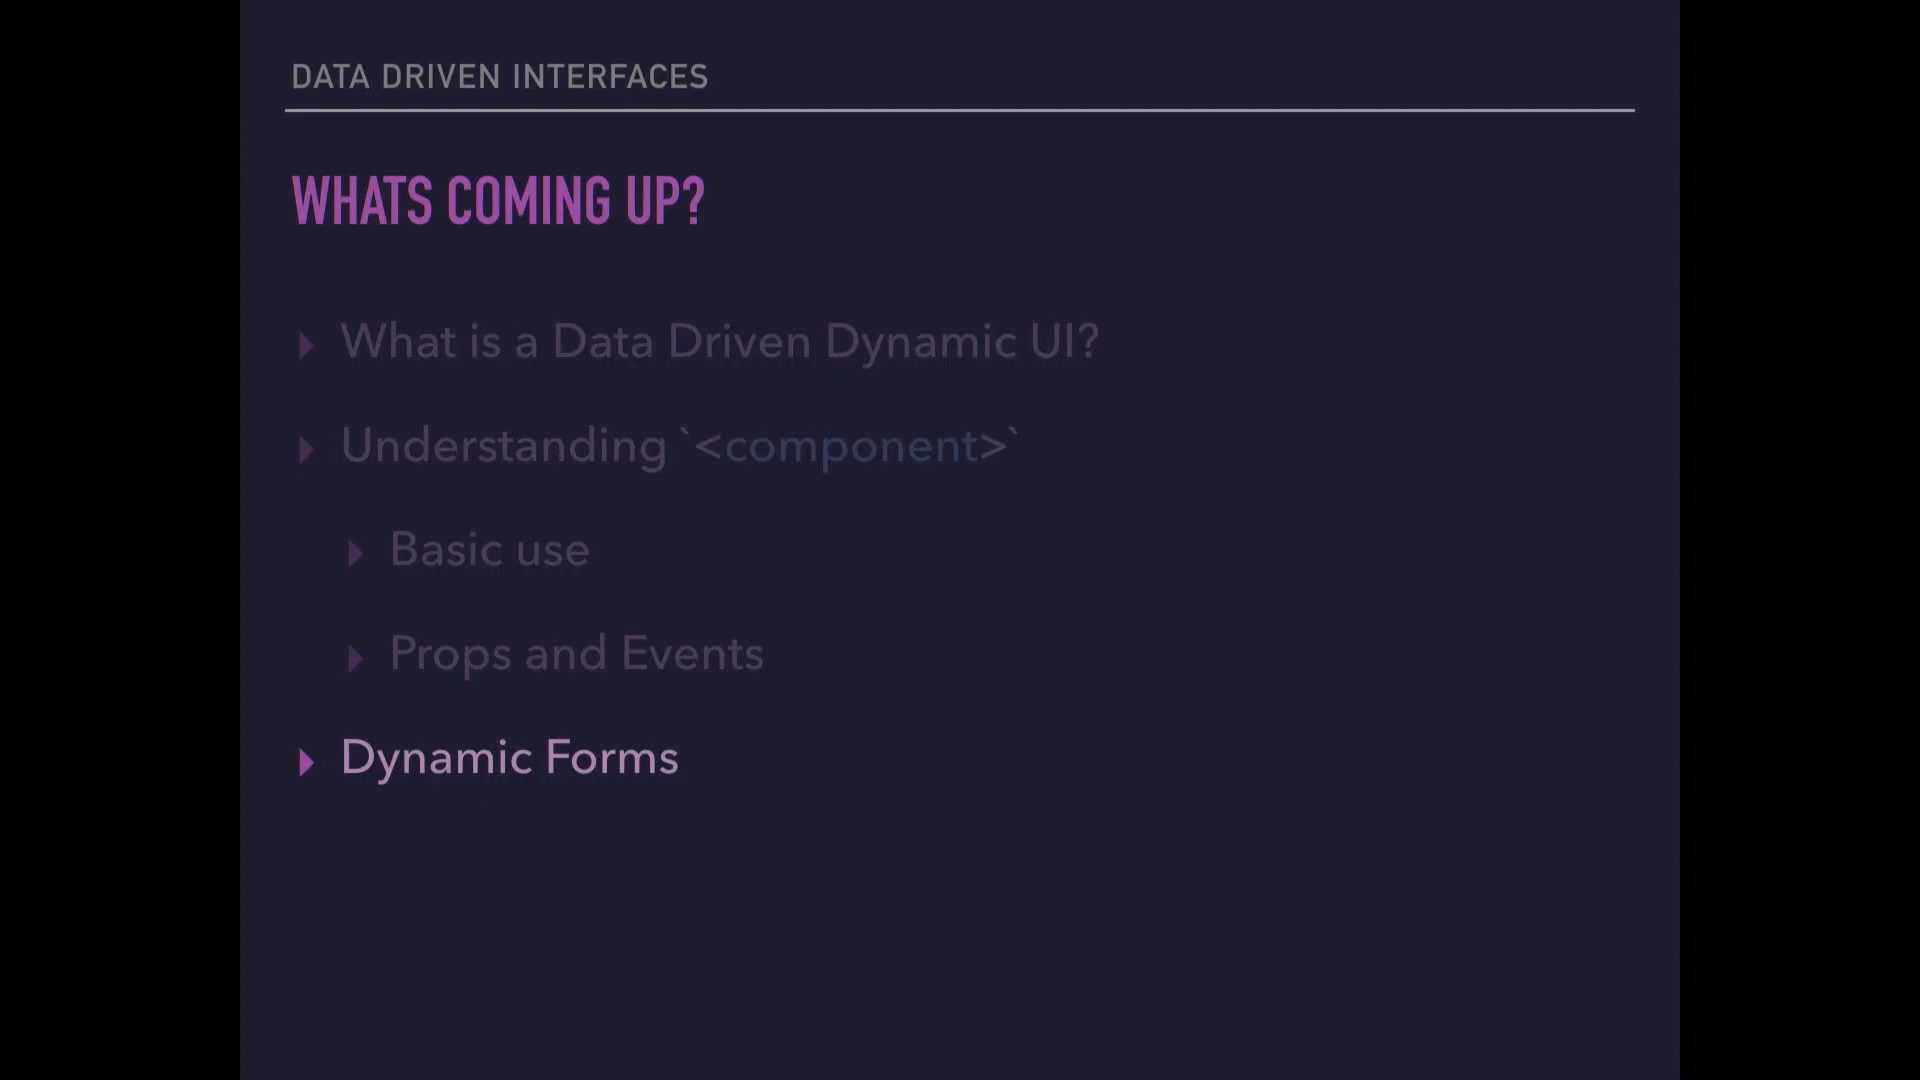 DATA DRIVEN INTERFACES
WHATS COMING UP?
What is a Data Driven Dynamic UI?
Understanding `<component>`
Basic use
Props and Events
Dynamic Forms